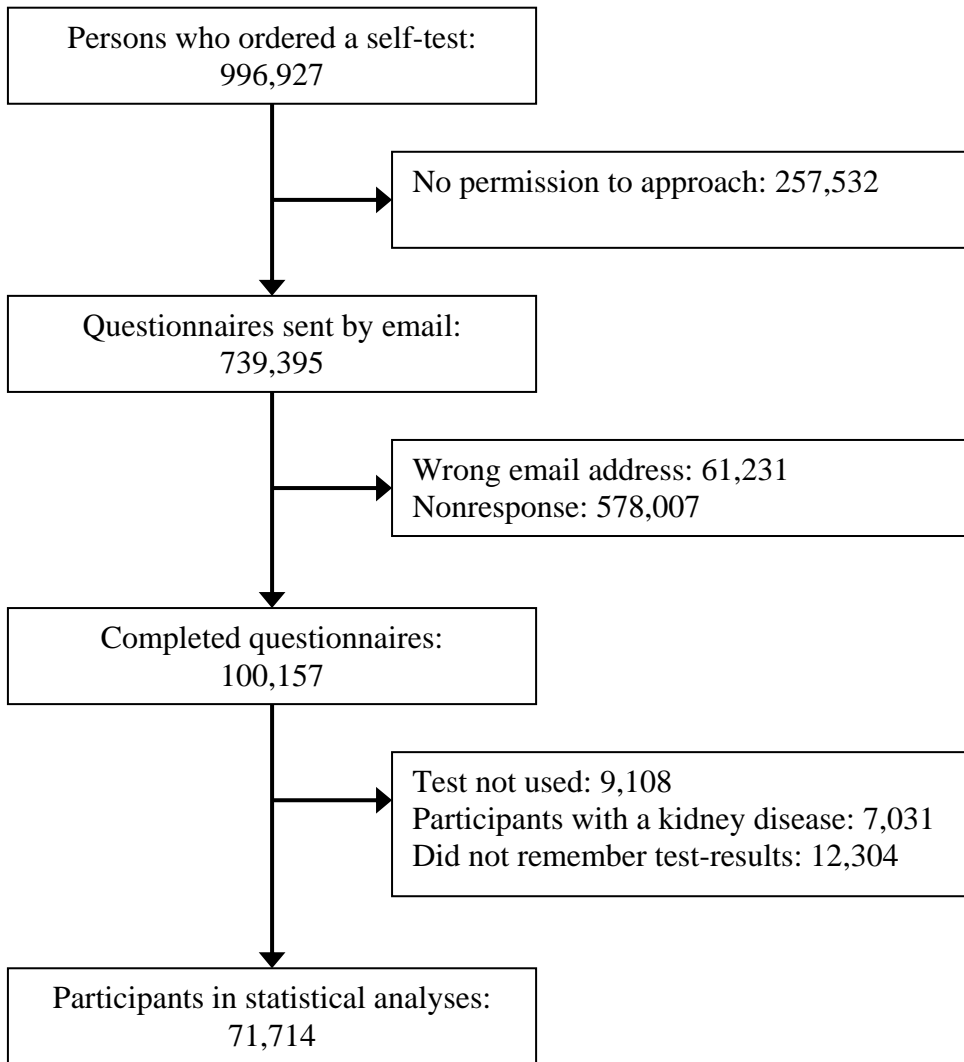 Persons who ordered a self-test:
996,927
No permission to approach: 257,532
Questionnaires sent by email:
739,395
Wrong email address: 61,231
Nonresponse: 578,007
Completed questionnaires:
100,157
Test not used: 9,108
Participants with a kidney disease: 7,031
Did not remember test-results: 12,304
Participants in statistical analyses:
71,714